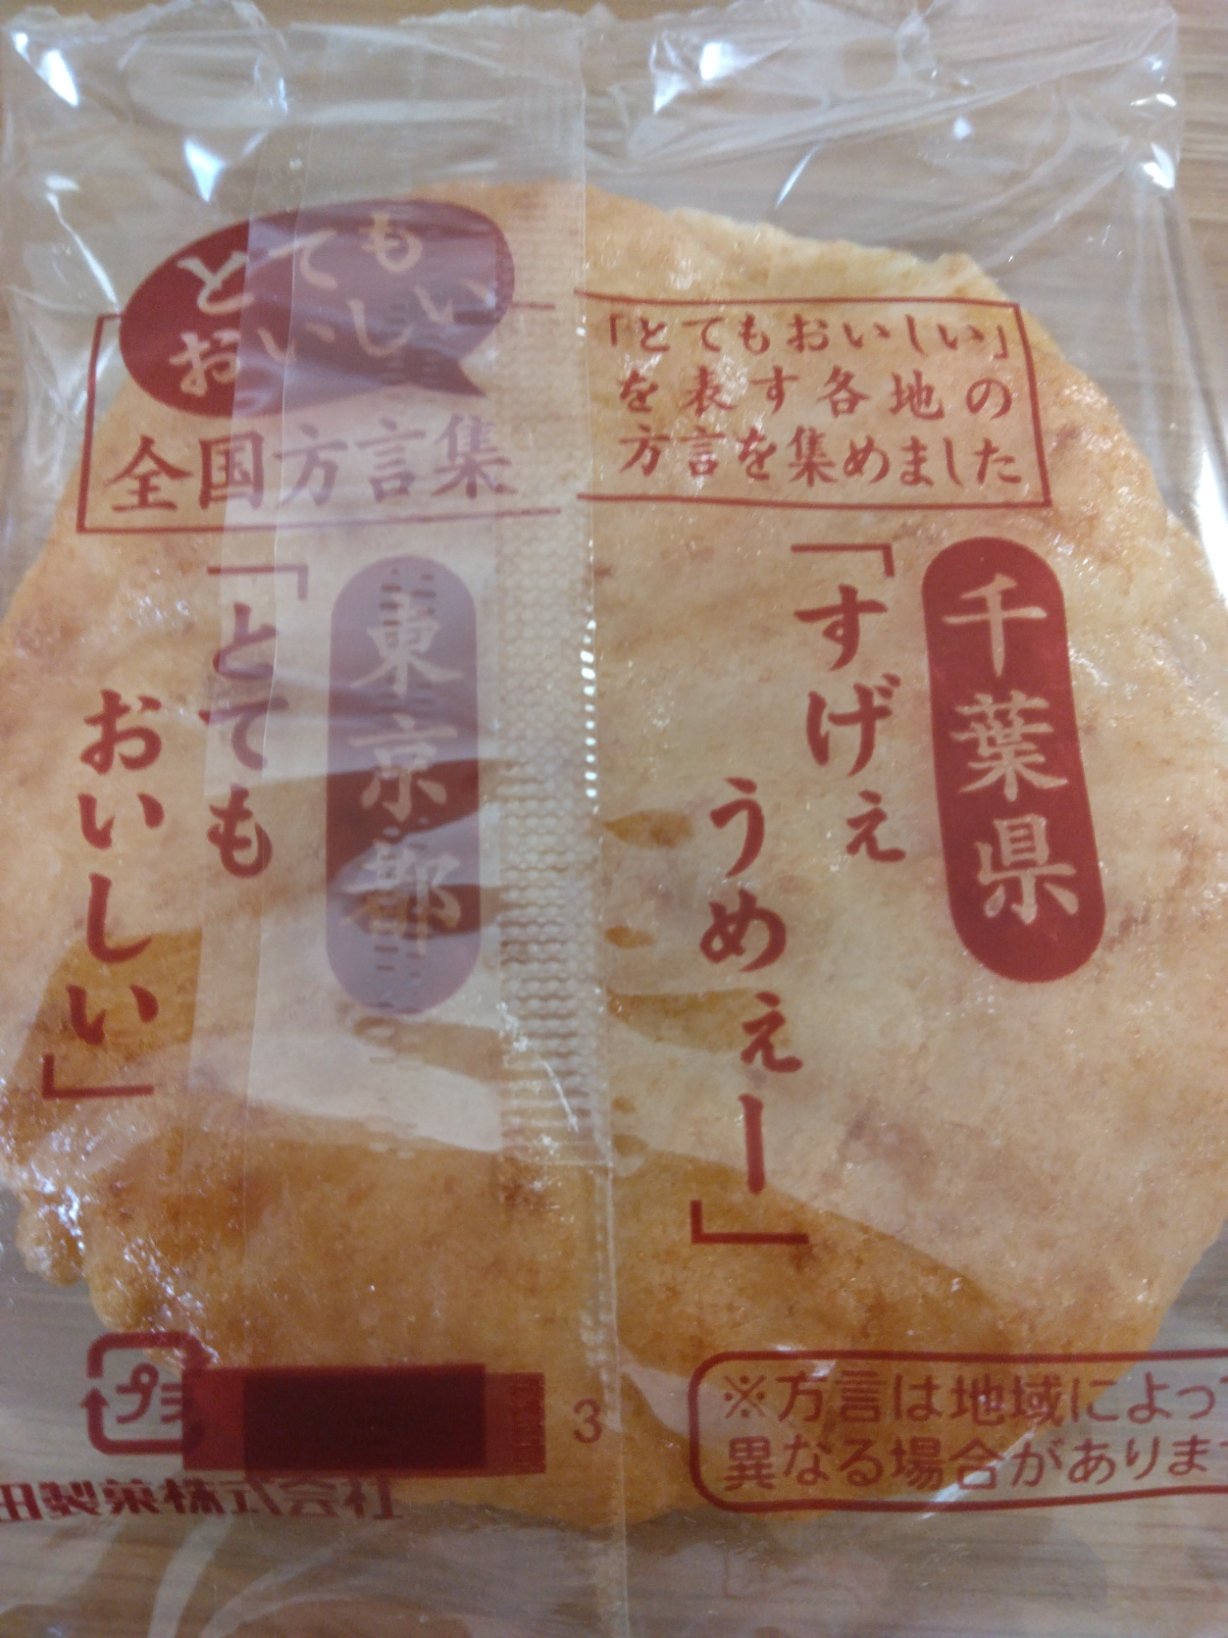 とても
おいしい
全国方言集
「とてもおいしい」
を表す各地の
方言を集めました
千葉県
「すげぇ
うめぇー」
東京都
「とても
おいしい」
プ
3
田製菓株式会社
※方言は地域によっ
異なる場合がありま